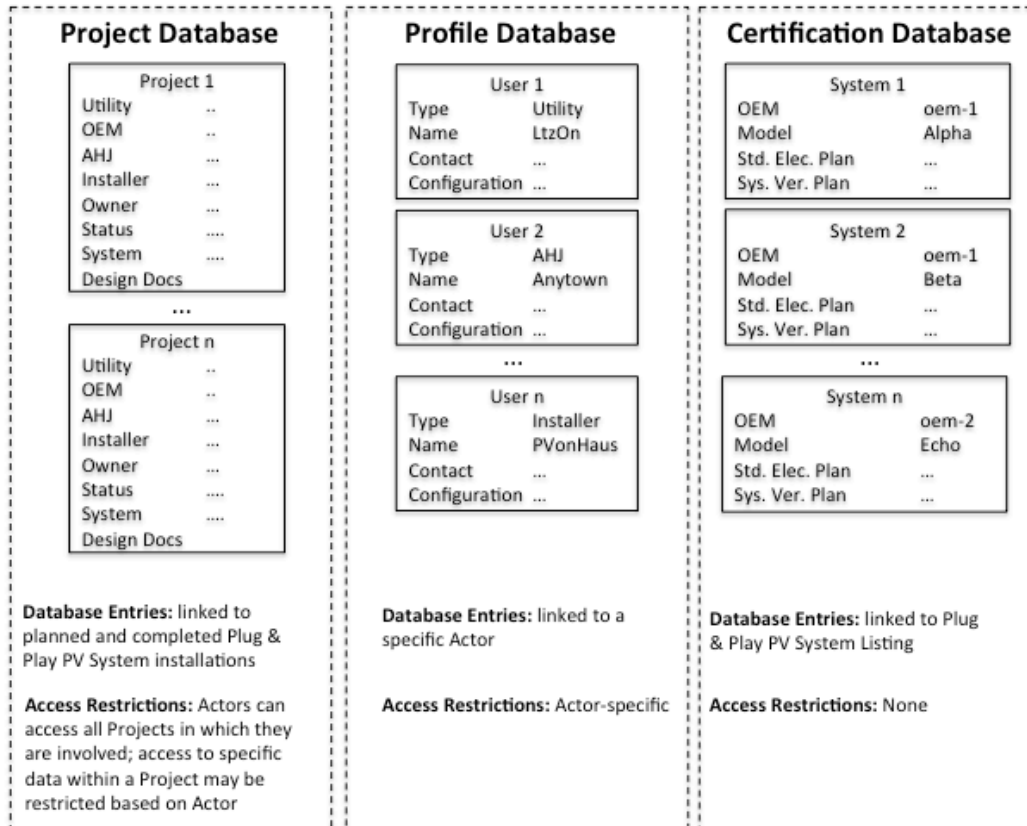 Project Database
Project 1
Utility ..
OEM ..
AHJ ...
Installer ...
Owner ...
Status ....
System ....
Design Docs
...
Project n
Utility ..
OEM ..
AHJ ...
Installer ...
Owner ...
Status ....
System ....
Design Docs
Database Entries: linked to
planned and completed Plug &
Play PV System installations
Access Restrictions: Actors can
access all Projects in which they
are involved; access to specific
data within a Project may be
restricted based on Actor
Profile Database
User 1
Type Utility
Name LtzOn
Contact ...
Configuration ...
User 2
Type AHJ
Name Anytown
Contact ...
Configuration ...
...
User n
Type Installer
Name PVonHaus
Contact ...
Configuration ...
Database Entries: linked to a
specific Actor
Access Restrictions: Actor-specific
Certification Database
System 1
OEM oem-1
Model Alpha
Std. Elec. Plan ...
Sys. Ver. Plan ...
System 2
OEM oem-1
Model Beta
Std. Elec. Plan ...
Sys. Ver. Plan ...
...
System n
OEM oem-2
Model Echo
Std. Elec. Plan ...
Sys. Ver. Plan ...
Database Entries: linked to Plug
& Play PV System Listing
Access Restrictions: None